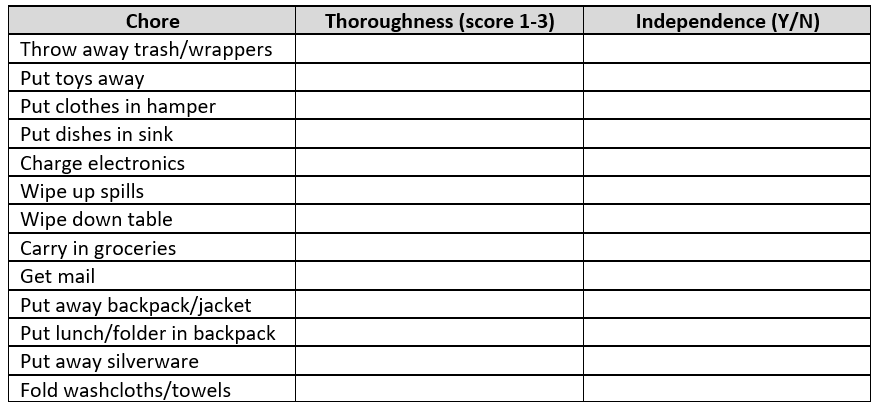 Chore Thoroughness (score 1-3) Independence (Y/N)
Throw away trash/wrappers
Put toys away
Put clothes in hamper
Put dishes in sink
Charge electronics
Wipe up spills
Wipe down table
Carry in groceries
Get mail
Put away backpack/jacket
Put lunch/folder in backpack
Put away silverware
Fold washcloths/towels